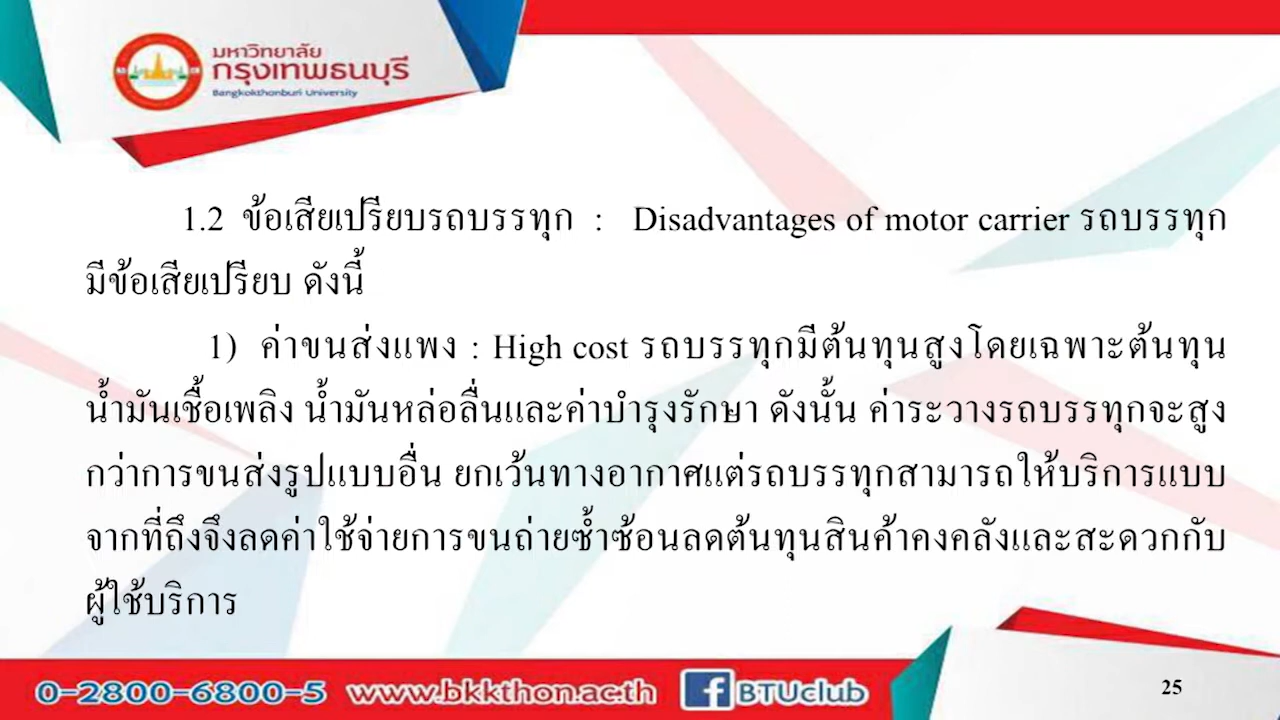 มหาวิทยาลัย
กรุงเทพธนบุรี
Bangkokthonburi University
1.2 ข้อเสียเปรียบรถบรรทุก : Disadvantages of motor carrier รถบรรทุก
มีข้อเสียเปรียบ ดังนี้
1) ค่าขนส่งแพง : High cost รถบรรทุกมีต้นทุนสูงโดยเฉพาะต้นทุน
น้ำมันเชื้อเพลิง น้ำมันหล่อลื่นและค่าบำรุงรักษา ดังนั้น ค่าระวางรถบรรทุกจะสูง
กว่าการขนส่งรูปแบบอื่น ยกเว้นทางอากาศแต่รถบรรทุกสามารถให้บริการแบบ
จากที่ถึงจึงลดค่าใช้จ่ายการขนถ่ายซ้ำซ้อนลดต้นทุนสินค้าคงคลังและสะดวกกับ
ผู้ใช้บริการ
0-2800-6800-5 www.bkkthon.ac.th f BTUclub
25